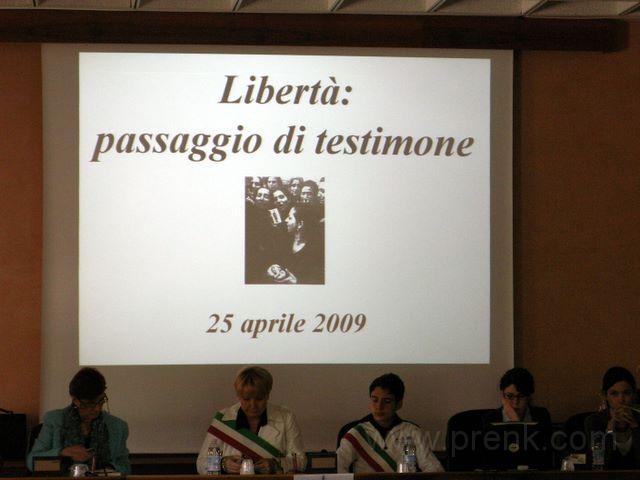 Libertà:
passaggio di testimone
25 aprile 2009
www.prenk.com